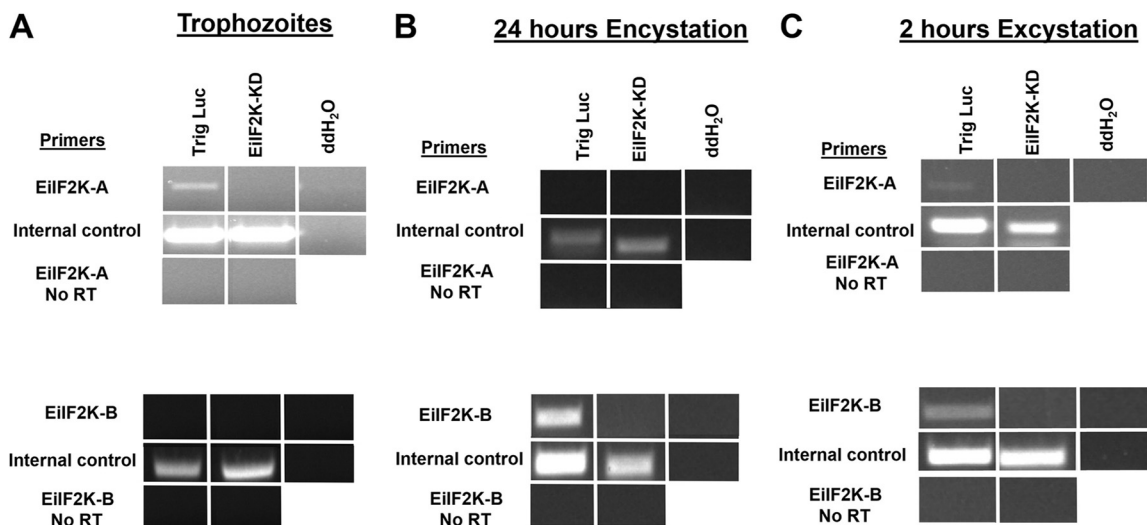 A
Trophozoites
Trig Luc
EiIF2K-KD
ddH₂O
Primers
EiIF2K-A
Internal control
EiIF2K-A
No RT
EiIF2K-B
Internal control
EiIF2K-B
No RT
B
24 hours Encystation
Trig Luc
EiIF2K-KD
ddH₂O
Primers
EiIF2K-A
Internal control
EiIF2K-A
No RT
EiIF2K-B
Internal control
EiIF2K-B
No RT
C
2 hours Excystation
Trig Luc
EiIF2K-KD
ddH₂O
Primers
EiIF2K-A
Internal control
EiIF2K-A
No RT
EiIF2K-B
Internal control
EiIF2K-B
No RT